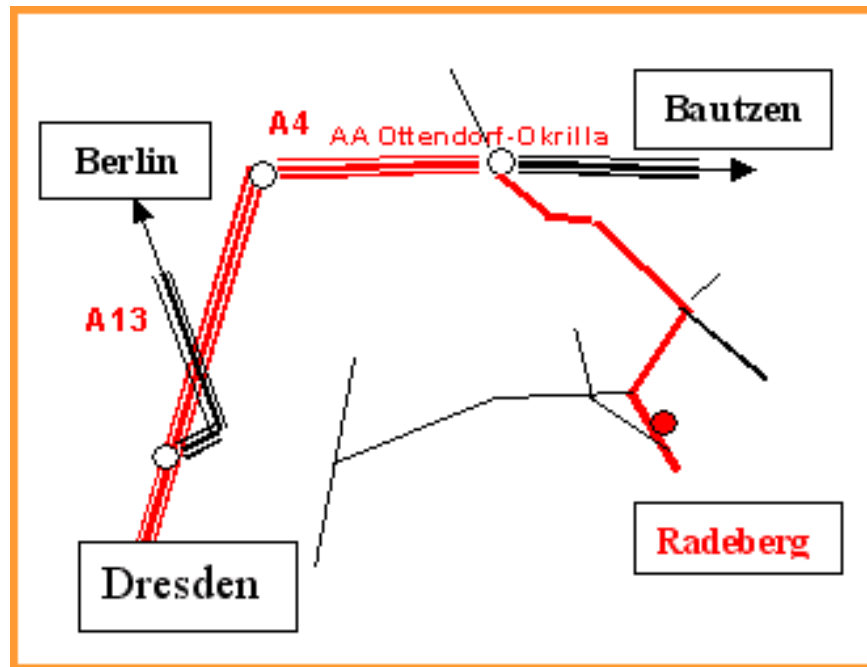 A4
AA Ottendorf-Okrilla
Bautzen
Berlin
A13
Radeberg
Dresden